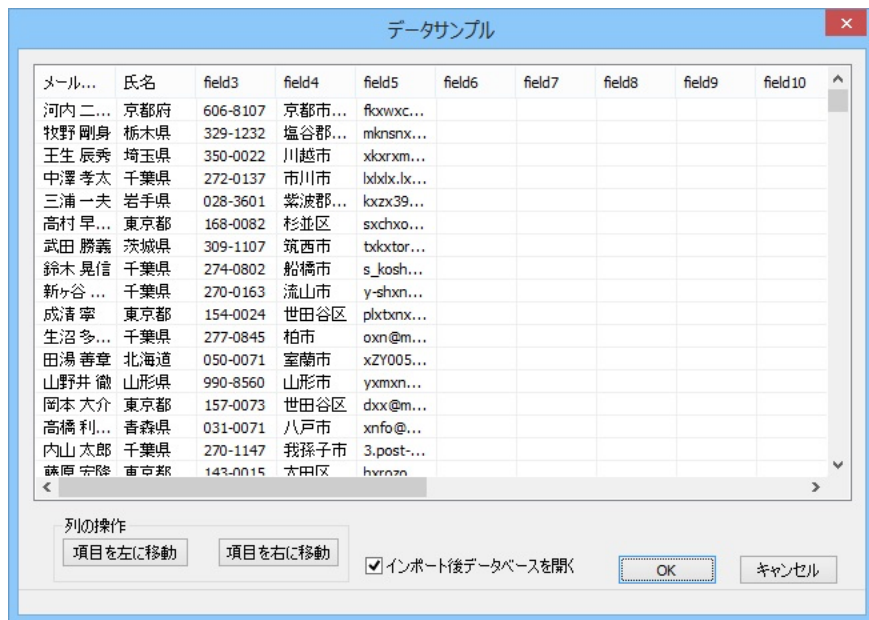 データサンプル
メール... 氏名 field3 field4 field5 field6 field7 field8 field9 field10
河内 二... 京都府 606-8107 京都市... fkxwxc...
牧野 剛身 栃木県 329-1232 塩谷郡... mknsnx...
王生 辰秀 埼玉県 350-0022 川越市 xkxrxm...
中澤 孝太 千葉県 272-0137 市川市 lxlxlx.lx...
三浦 一夫 岩手県 028-3601 紫波郡... kxzx39...
高村 早... 東京都 168-0082 杉並区 sxchxo...
武田 勝義 茨城県 309-1107 筑西市 txkxtor...
鈴木 晃信 千葉県 274-0802 船橋市 s_kosh...
新ヶ谷 ... 千葉県 270-0163 流山市 y-shxn...
成清 寧 東京都 154-0024 世田谷区 plxtxnx...
生沼 多... 千葉県 277-0845 柏市 oxn@m...
田湯 善章 北海道 050-0071 室蘭市 xZY005...
山野井 徹 山形県 990-8560 山形市 yxmxn...
岡本 大介 東京都 157-0073 世田谷区 dxx@m...
高橋 利... 青森県 031-0071 八戸市 xnfo@...
内山 太郎 千葉県 270-1147 我孫子市 3.post-...
藤原 宏隆 東京都 143-0015 大田区 hxrozo
列の操作
項目を左に移動 項目を右に移動
インポート後データベースを開く OK キャンセル